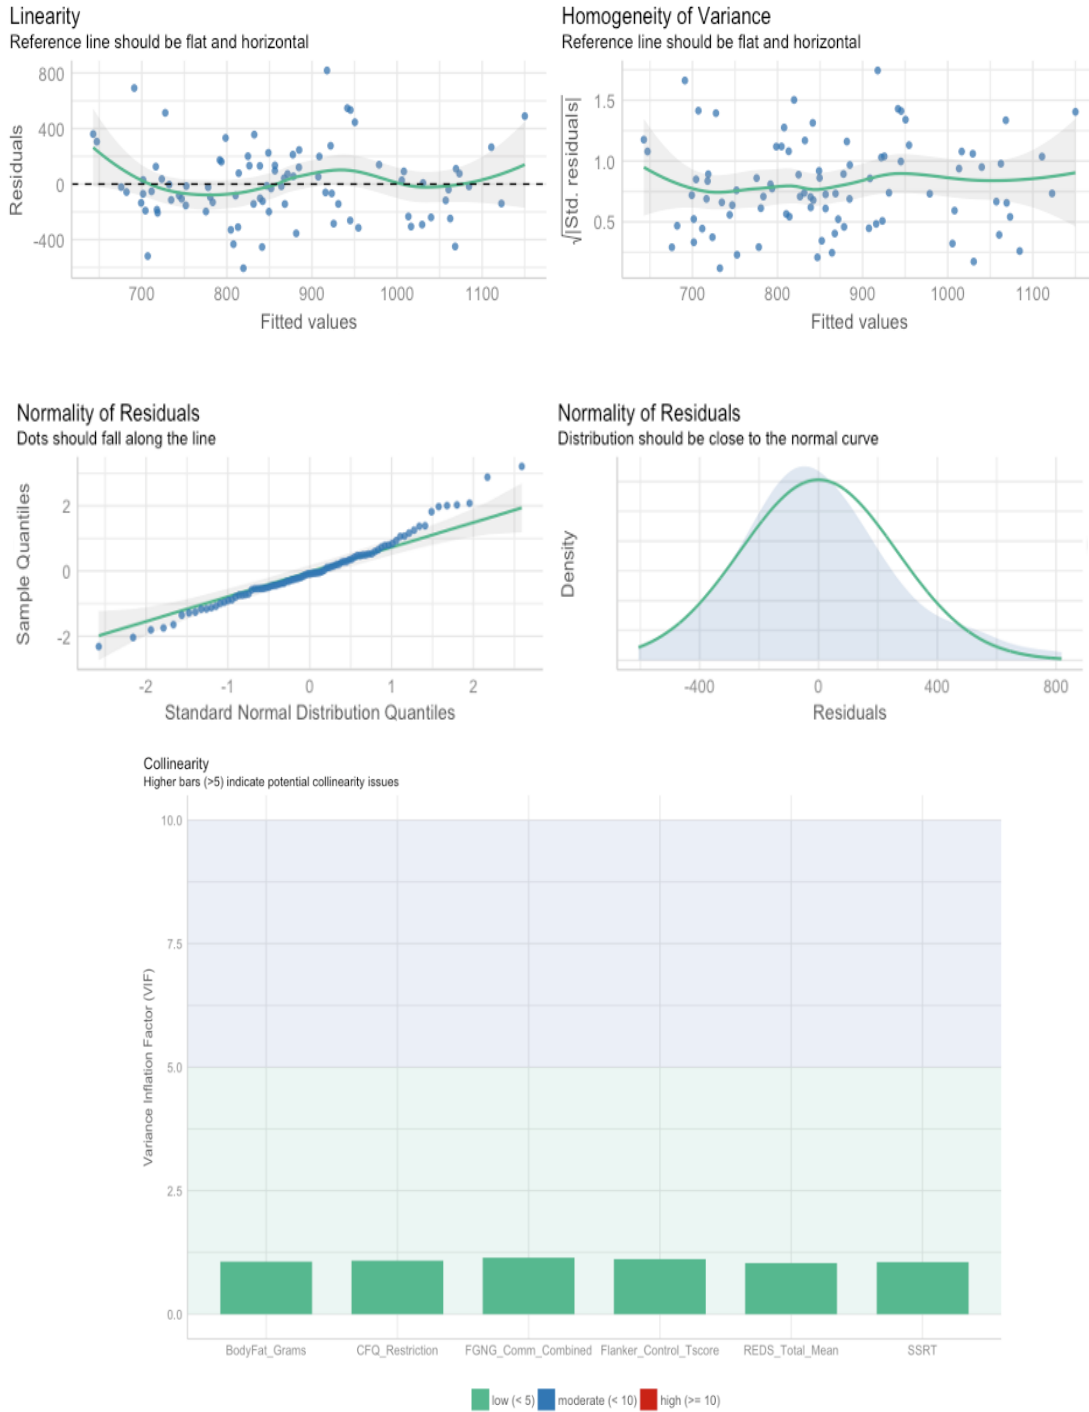 Linearity
Reference line should be flat and horizontal
800
400
0
-400
Residuals
700 800 900 1000 1100
Fitted values
Homogeneity of Variance
Reference line should be flat and horizontal
1.5
1.0
0.5
√|Std. residuals|
700 800 900 1000 1100
Fitted values
Normality of Residuals
Dots should fall along the line
2
0
-2
Sample Quantiles
-2 -1 0 1 2
Standard Normal Distribution Quantiles
Normality of Residuals
Distribution should be close to the normal curve
Density
-400 0 400 800
Residuals
Collinearity
Higher bars (>5) indicate potential collinearity issues
10.0
7.5
5.0
2.5
0.0
Variance Inflation Factor (VIF)
BodyFat_Grams CFQ_Restriction FGNG_Comm_Combined Flanker_Control_Tscore REDS_Total_Mean SSRT
low (< 5) moderate (< 10) high (>= 10)